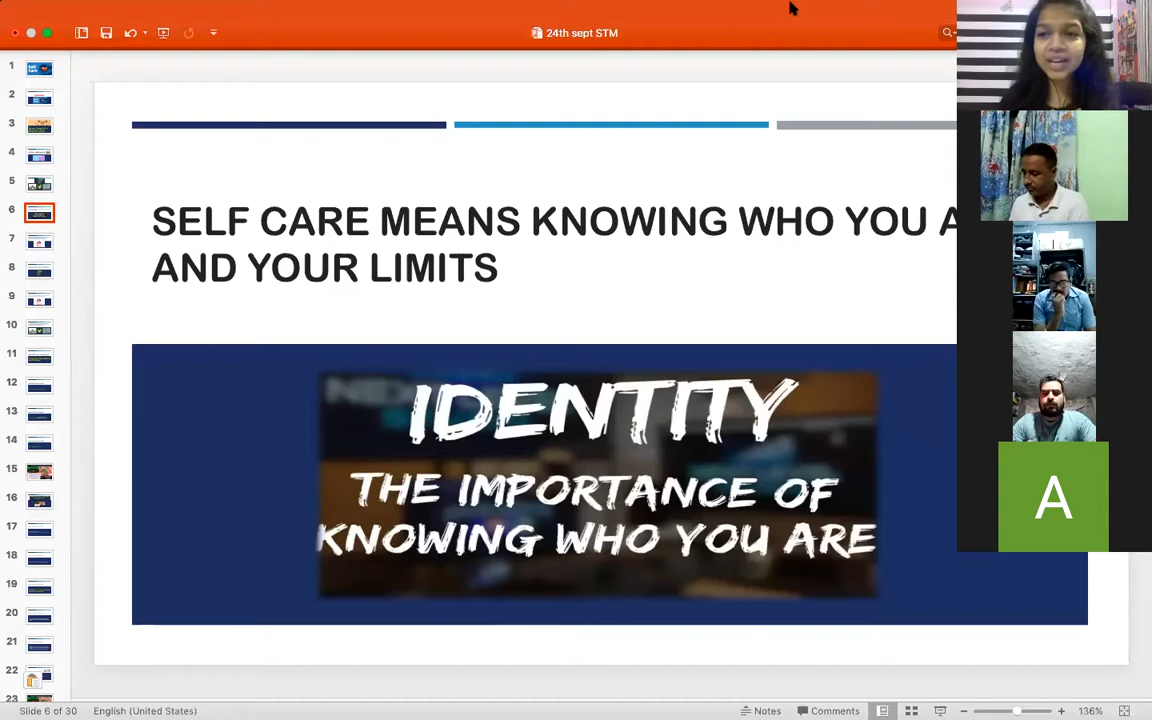 24th sept STM
1
2
3
4
5
6
7
8
9
10
11
12
13
14
15
16
17
18
19
20
21
22
23
SELF CARE MEANS KNOWING WHO YOU A
AND YOUR LIMITS
IDENTITY
THE IMPORTANCE OF
KNOWING WHO YOU ARE
A
Slide 6 of 30
English (United States)
Notes
Comments
136%